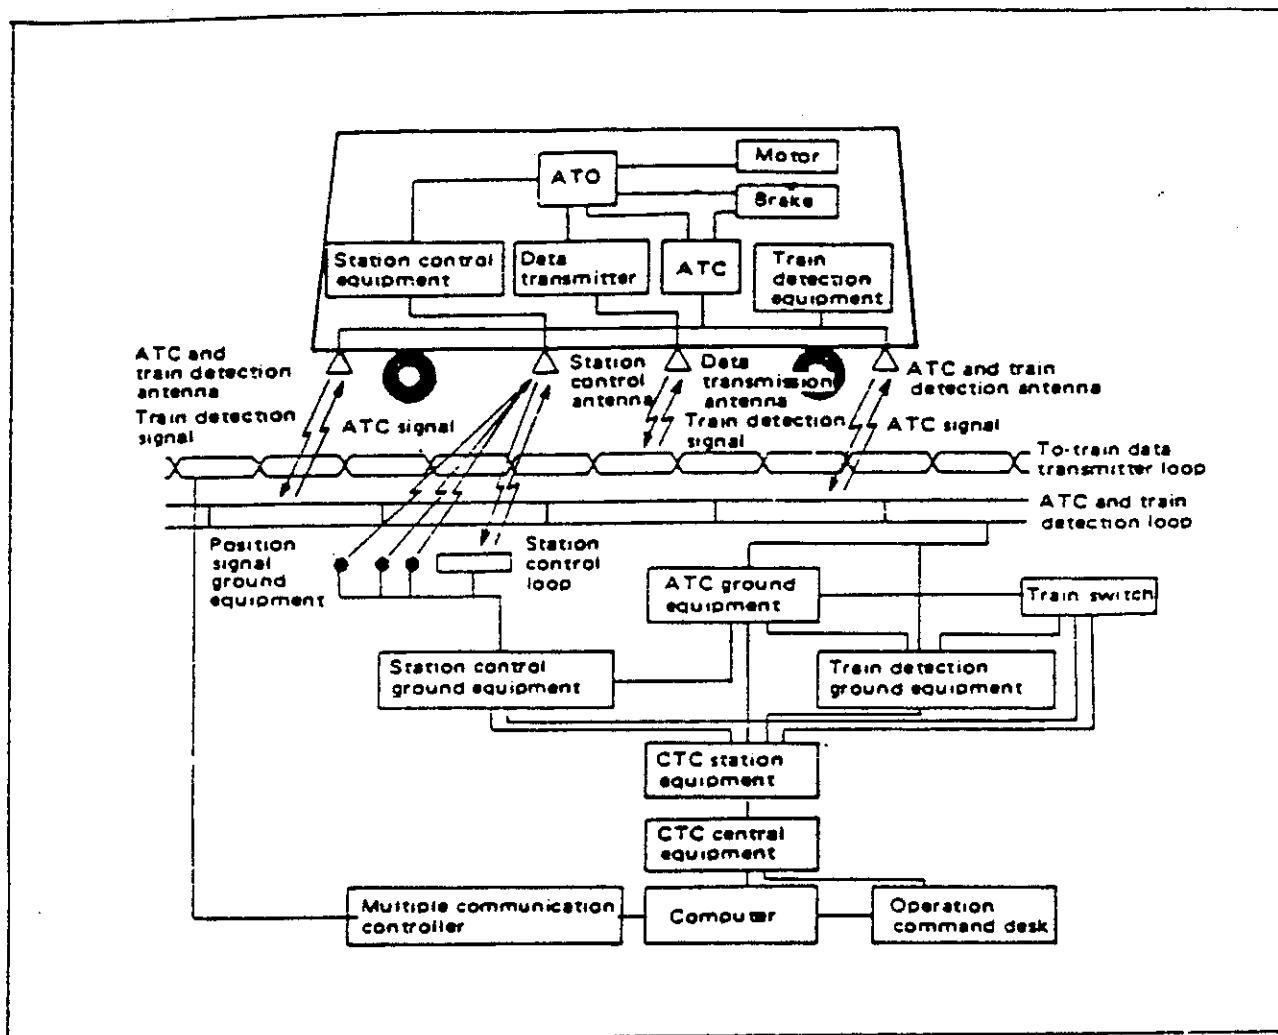 Motor
ATO
Brake
Station control
equipment
Data
transmitter
ATC
Train
detection
equipment
ATC and
train detection
antenna
Station
control
antenna
Data
transmission
antenna
ATC and train
detection antenna
Train detection
signal
ATC signal
Train detection
signal
ATC signal
To-train data
transmitter loop
ATC and train
detection loop
Position
signal
ground
equipment
Station
control
loop
ATC ground
equipment
Train switch
Station control
ground equipment
Train detection
ground equipment
CTC station
equipment
CTC central
equipment
Multiple communication
controller
Computer
Operation
command desk